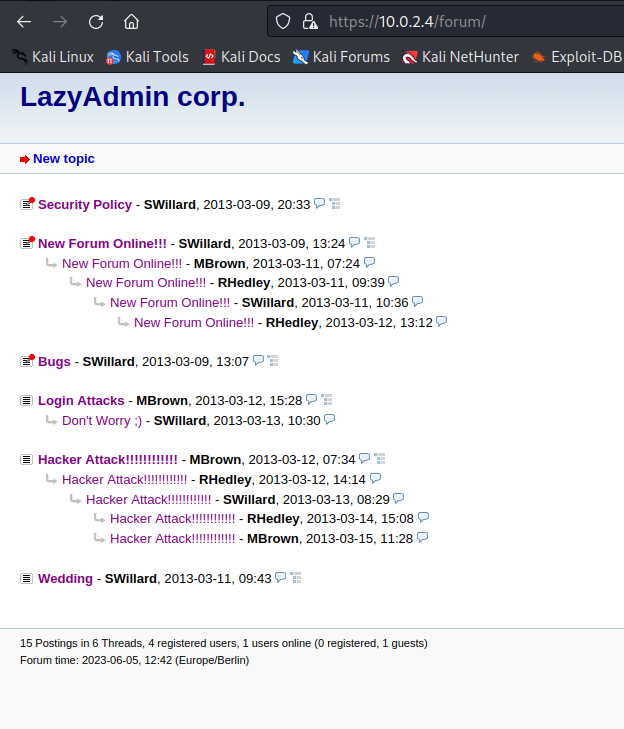 https://10.0.2.4/forum/
Kali Linux Kali Tools Kali Docs Kali Forums Kali NetHunter Exploit-DB
LazyAdmin corp.
New topic
Security Policy - SWillard, 2013-03-09, 20:33
New Forum Online!!! - SWillard, 2013-03-09, 13:24
New Forum Online!!! - MBrown, 2013-03-11, 07:24
New Forum Online!!! - RHedley, 2013-03-11, 09:39
New Forum Online!!! - SWillard, 2013-03-11, 10:36
New Forum Online!!! - RHedley, 2013-03-12, 13:12
Bugs - SWillard, 2013-03-09, 13:07
Login Attacks - MBrown, 2013-03-12, 15:28
Don't Worry ;) - SWillard, 2013-03-13, 10:30
Hacker Attack!!!!!!!!!!!! - MBrown, 2013-03-12, 07:34
Hacker Attack!!!!!!!!!!!! - RHedley, 2013-03-12, 14:14
Hacker Attack!!!!!!!!!!!! - SWillard, 2013-03-13, 08:29
Hacker Attack!!!!!!!!!!!! - RHedley, 2013-03-14, 15:08
Hacker Attack!!!!!!!!!!!! - MBrown, 2013-03-15, 11:28
Wedding - SWillard, 2013-03-11, 09:43
15 Postings in 6 Threads, 4 registered users, 1 users online (0 registered, 1 guests)
Forum time: 2023-06-05, 12:42 (Europe/Berlin)